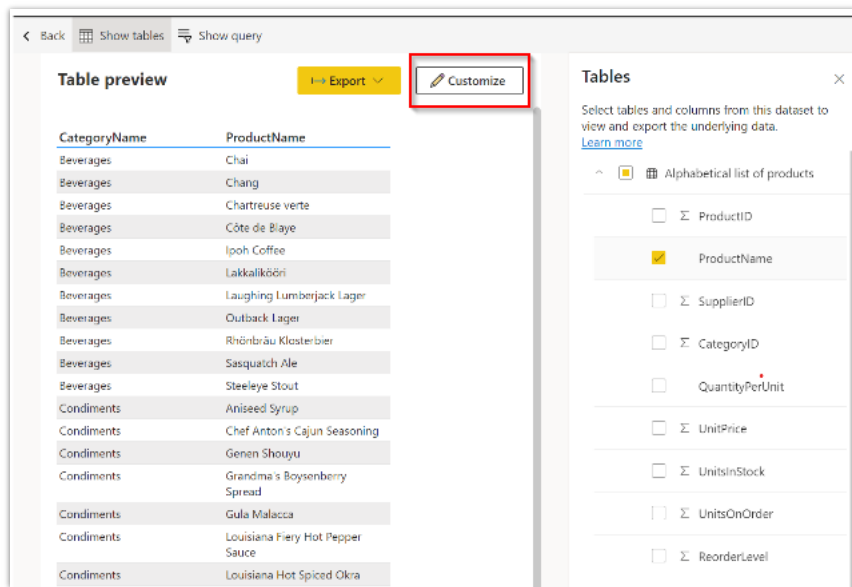 Back Show tables Show query
Table preview
Export
Customize
CategoryName ProductName
Beverages Chai
Beverages Chang
Beverages Chartreuse verte
Beverages Côte de Blaye
Beverages Ipoh Coffee
Beverages Lakkalikööri
Beverages Laughing Lumberjack Lager
Beverages Outback Lager
Beverages Rhönbräu Klosterbier
Beverages Sasquatch Ale
Beverages Steeleye Stout
Condiments Aniseed Syrup
Condiments Chef Anton's Cajun Seasoning
Condiments Genen Shouyu
Condiments Grandma's Boysenberry
Spread
Condiments Gula Malacca
Condiments Louisiana Fiery Hot Pepper
Sauce
Condiments Louisiana Hot Spiced Okra
Tables
Select tables and columns from this dataset to
view and export the underlying data.
Learn more
Alphabetical list of products
Σ ProductID
ProductName
Σ SupplierID
Σ CategoryID
QuantityPerUnit
Σ UnitPrice
Σ UnitsInStock
Σ UnitsOnOrder
Σ ReorderLevel